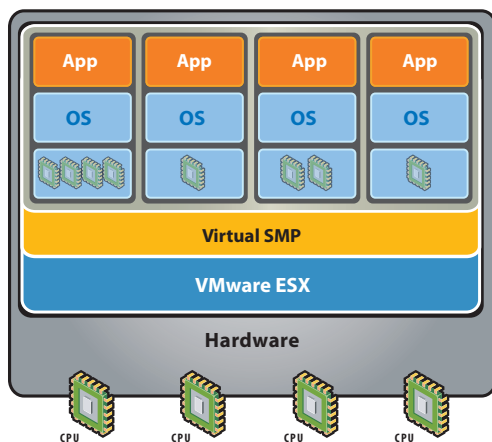 App App App App
OS OS OS OS
Virtual SMP
VMware ESX
Hardware
CPU CPU CPU CPU